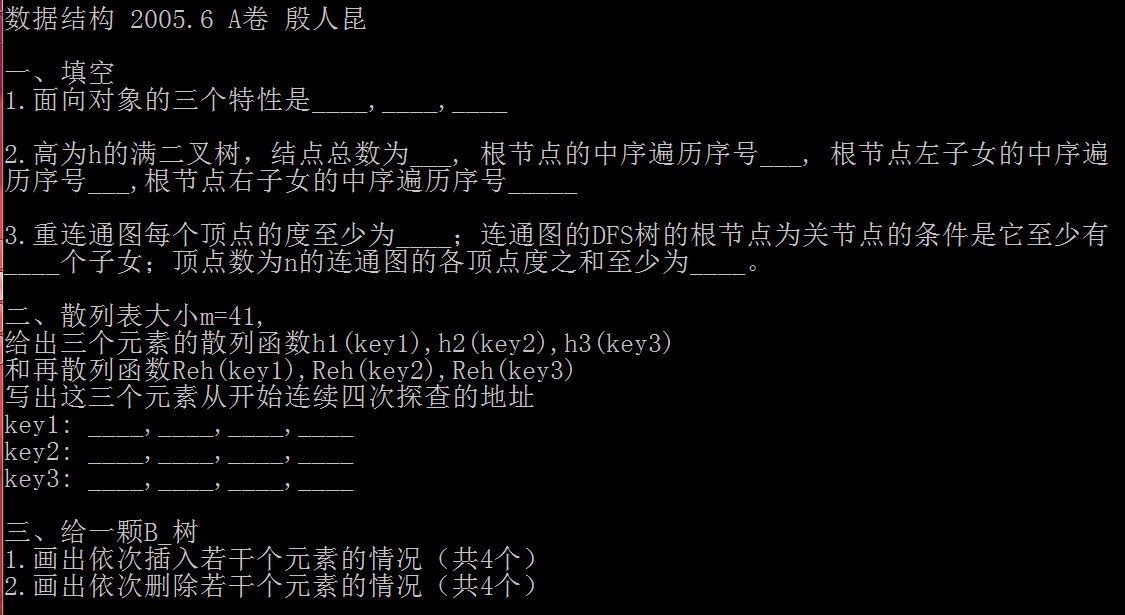 数据结构 2005.6 A卷 殷人昆
一、填空
1.面向对象的三个特性是____,____,____
2.高为h的满二叉树，结点总数为___, 根节点的中序遍历序号___, 根节点左子女的中序遍
历序号___,根节点右子女的中序遍历序号_____
3.重连通图每个顶点的度至少为____；连通图的DFS树的根节点为关节点的条件是它至少有
____个子女；顶点数为n的连通图的各顶点度之和至少为____。
二、散列表大小m=41,
给出三个元素的散列函数h1(key1),h2(key2),h3(key3)
和再散列函数Reh(key1),Reh(key2),Reh(key3)
写出这三个元素从开始连续四次探查的地址
key1: ____,____,____,____
key2: ____,____,____,____
key3: ____,____,____,____
三、给一颗B_树
1.画出依次插入若干个元素的情况（共4个）
2.画出依次删除若干个元素的情况（共4个）